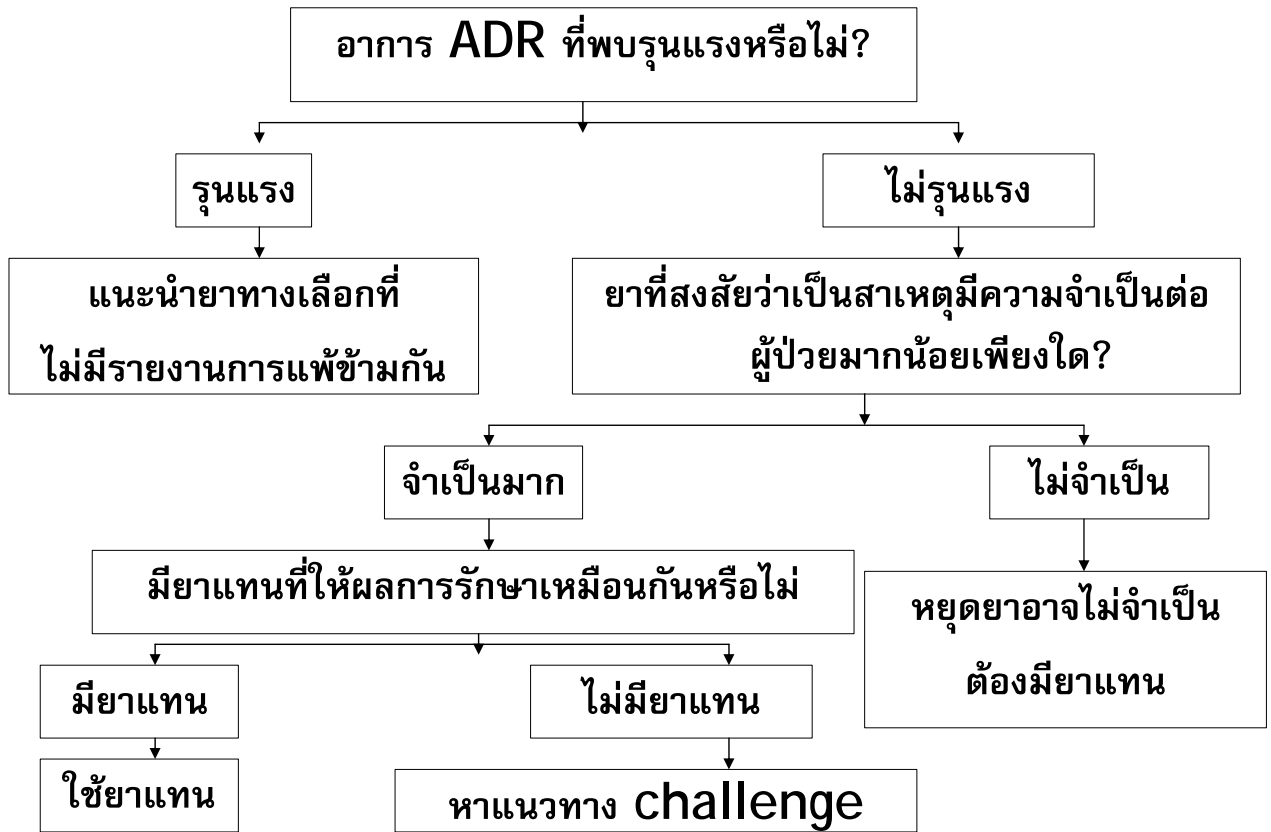 อาการ ADR ที่พบรุนแรงหรือไม่?
รุนแรง
ไม่รุนแรง
แนะนำยาทางเลือกที่
ไม่มีรายงานการแพ้ข้ามกัน
ยาที่สงสัยว่าเป็นสาเหตุมีความจำเป็นต่อ
ผู้ป่วยมากน้อยเพียงใด?
จำเป็นมาก
ไม่จำเป็น
มียาแทนที่ให้ผลการรักษาเหมือนกันหรือไม่
หยุดยาอาจไม่จำเป็น
ต้องมียาแทน
มียาแทน
ไม่มียาแทน
ใช้ยาแทน
หาแนวทาง challenge